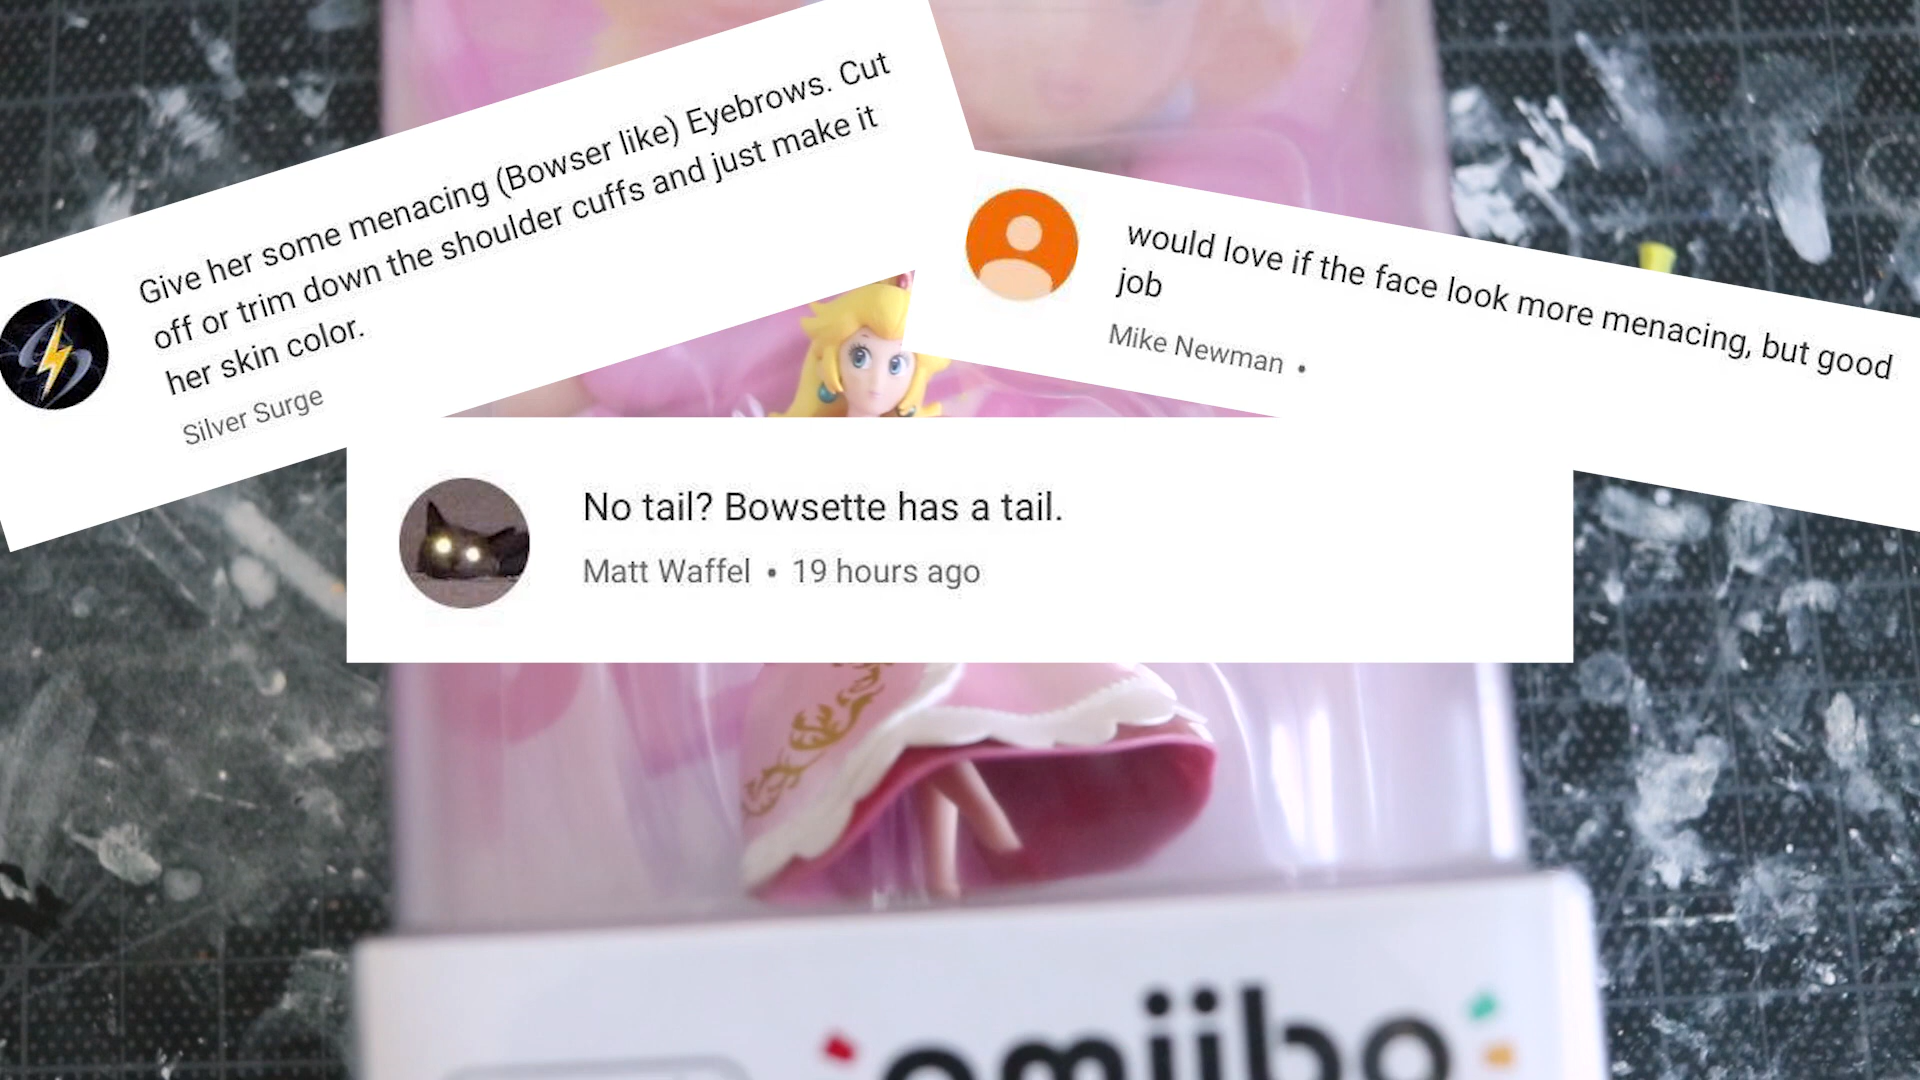 Give her some menacing (Bowser like) Eyebrows. Cut
off or trim down the shoulder cuffs and just make it
her skin color.
Silver Surge
would love if the face look more menacing, but good
job
Mike Newman •
No tail? Bowsette has a tail.
Matt Waffel • 19 hours ago
amiibo